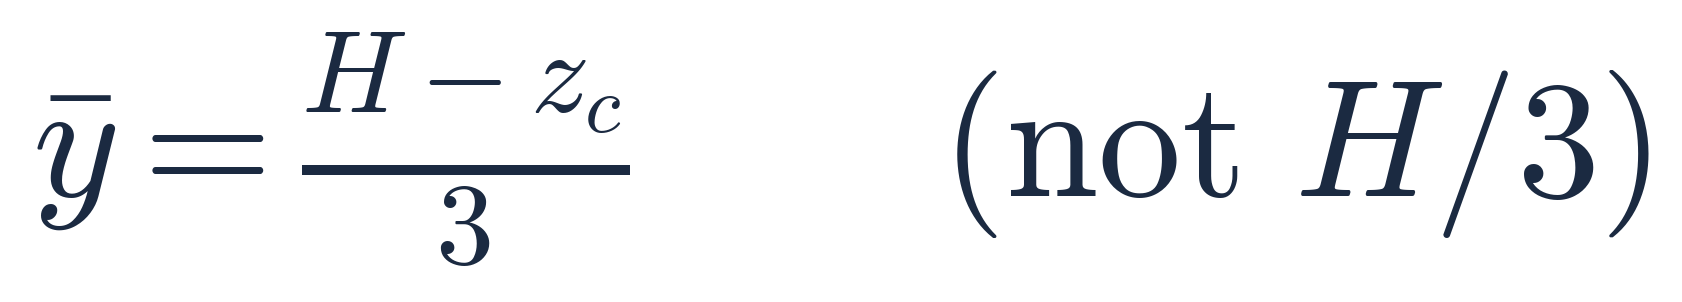 ȳ = (H − z_c)/3 (not H/3)